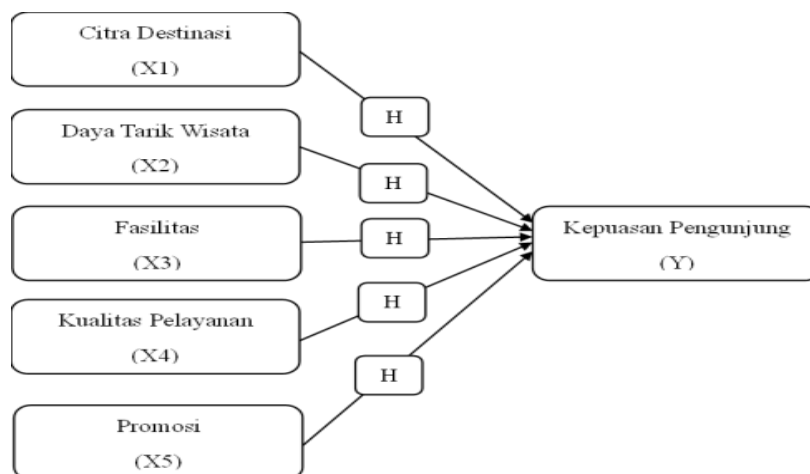 Citra Destinasi
(X1)
H
Daya Tarik Wisata
(X2)
H
Fasilitas
(X3)
H
Kepuasan Pengunjung
(Y)
Kualitas Pelayanan
(X4)
H
Promosi
(X5)
H